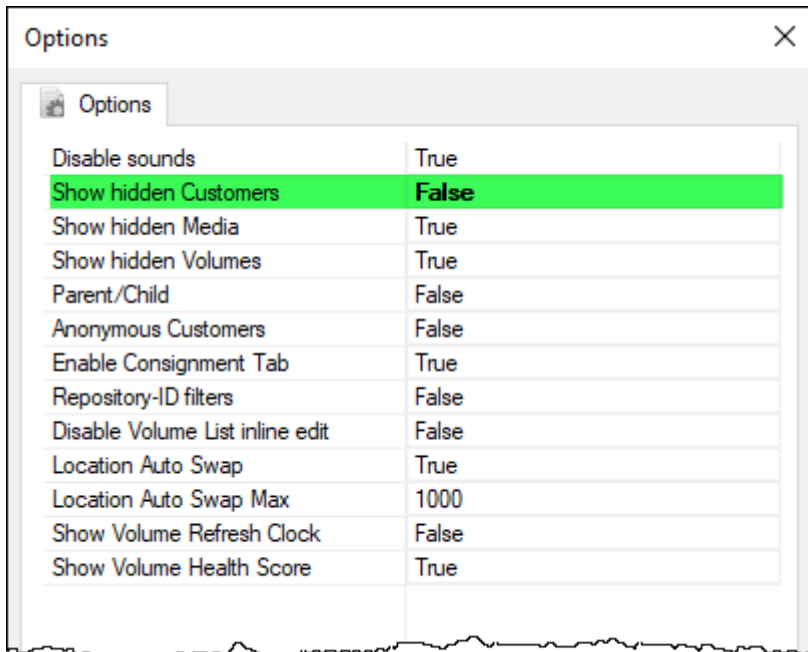 Options
Options
Disable sounds True
Show hidden Customers False
Show hidden Media True
Show hidden Volumes True
Parent/Child False
Anonymous Customers False
Enable Consignment Tab True
Repository-ID filters False
Disable Volume List inline edit False
Location Auto Swap True
Location Auto Swap Max 1000
Show Volume Refresh Clock False
Show Volume Health Score True